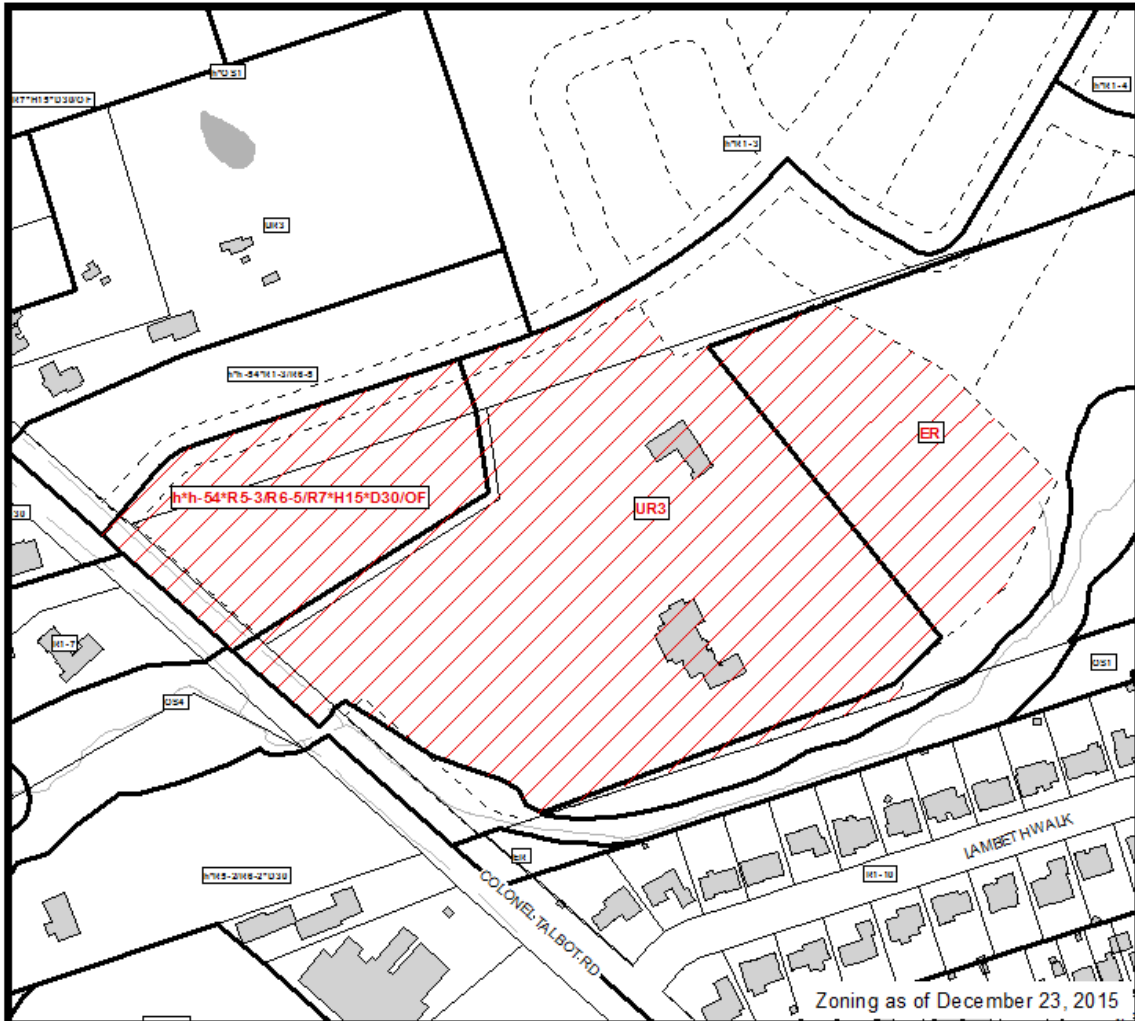 h*OS1
R7*H15*D30/OF
h*R1-4
h*R1-3
UR3
h*h-54*R1-3/R6-5
ER
h*h-54*R5-3/R6-5/R7*H15*D30/OF
UR3
30
R1-7
OS4
OS1
ER
h*R5-2/R6-2*D30
R1-10
LAMBETH WALK
COLONEL TALBOT RD
Zoning as of December 23, 2015